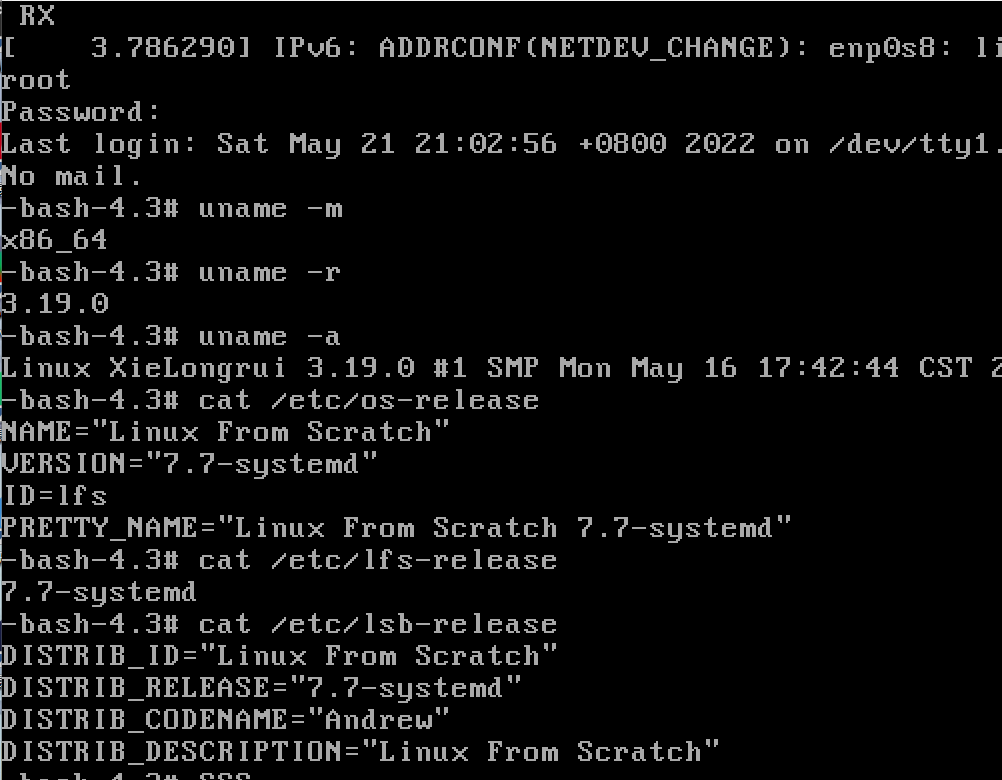 RX
[    3.786290] IPv6: ADDRCONF(NETDEV_CHANGE): enp0s8: li
root
Password:
Last login: Sat May 21 21:02:56 +0800 2022 on /dev/tty1.
No mail.
-bash-4.3# uname -m
x86_64
-bash-4.3# uname -r
3.19.0
-bash-4.3# uname -a
Linux XieLongrui 3.19.0 #1 SMP Mon May 16 17:42:44 CST 2
-bash-4.3# cat /etc/os-release
NAME="Linux From Scratch"
VERSION="7.7-systemd"
ID=lfs
PRETTY_NAME="Linux From Scratch 7.7-systemd"
-bash-4.3# cat /etc/lfs-release
7.7-systemd
-bash-4.3# cat /etc/lsb-release
DISTRIB_ID="Linux From Scratch"
DISTRIB_RELEASE="7.7-systemd"
DISTRIB_CODENAME="Andrew"
DISTRIB_DESCRIPTION="Linux From Scratch"
-bash-4.3#